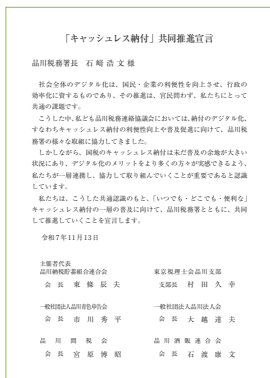 「キャッシュレス納付」共同推進宣言
品川税務署長　石 﨑 浩 文 様
社会全体のデジタル化は、国民・企業の利便性を向上させ、行政の
効率化に資するものであり、その推進は、官民問わず、私たちにとって
共通の課題です。
こうした中、私ども品川税務連絡協議会においては、納付のデジタル化、
すなわちキャッシュレス納付の利便性向上や普及促進に向けて、品川税
務署の様々な取組に協力してきました。
しかしながら、国税のキャッシュレス納付は未だ普及の余地が大きい
状況にあり、デジタル化のメリットをより多くの方々が実感できるよう、
私たちが一層連携し、協力して取り組んでいくことが重要であると認識
しています。
私たちは、こうした共通認識のもと、「いつでも・どこでも・便利な」
キャッシュレス納付の一層の普及に向けて、品川税務署とともに、共同
して推進していくことを宣言します。
令和７年11月13日
主催者代表
品川納税貯蓄組合連合会
会 長　東 條 辰 夫
東京税理士会品川支部
支部長　村 田 久 幸
一般社団法人品川青色申告会
会 長　市 川 秀 平
一般社団法人品川法人会
会 長　大 越 道 夫
品 川 間 税 会
会 長　宮 原 博 昭
品 川 酒 販 連 合 会
会 長　石 渡 康 文